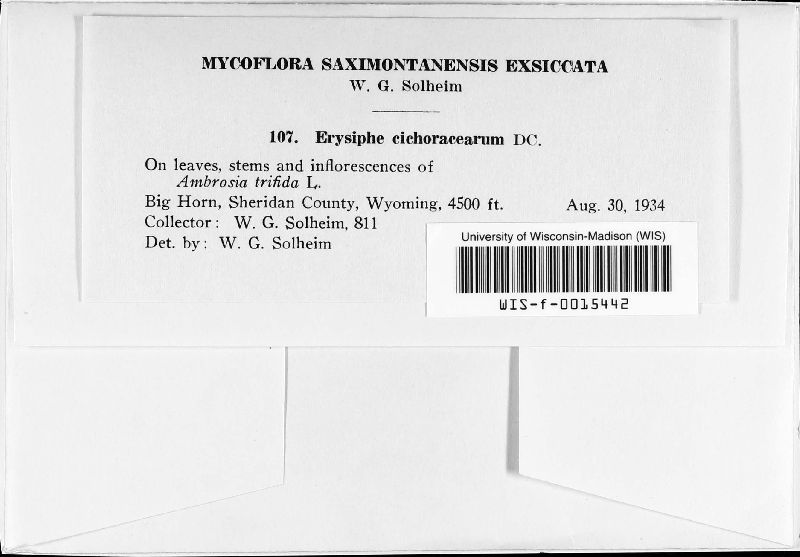 MYCOFLORA SAXIMONTANENSIS EXSICCATA
W. G. Solheim
107. Erysiphe cichoracearum DC.
On leaves, stems and inflorescences of
Ambrosia trifida L.
Big Horn, Sheridan County, Wyoming, 4500 ft. Aug. 30, 1934
Collector: W. G. Solheim, 811
Det. by: W. G. Solheim
University of Wisconsin-Madison (WIS)
WIS-f-0015442